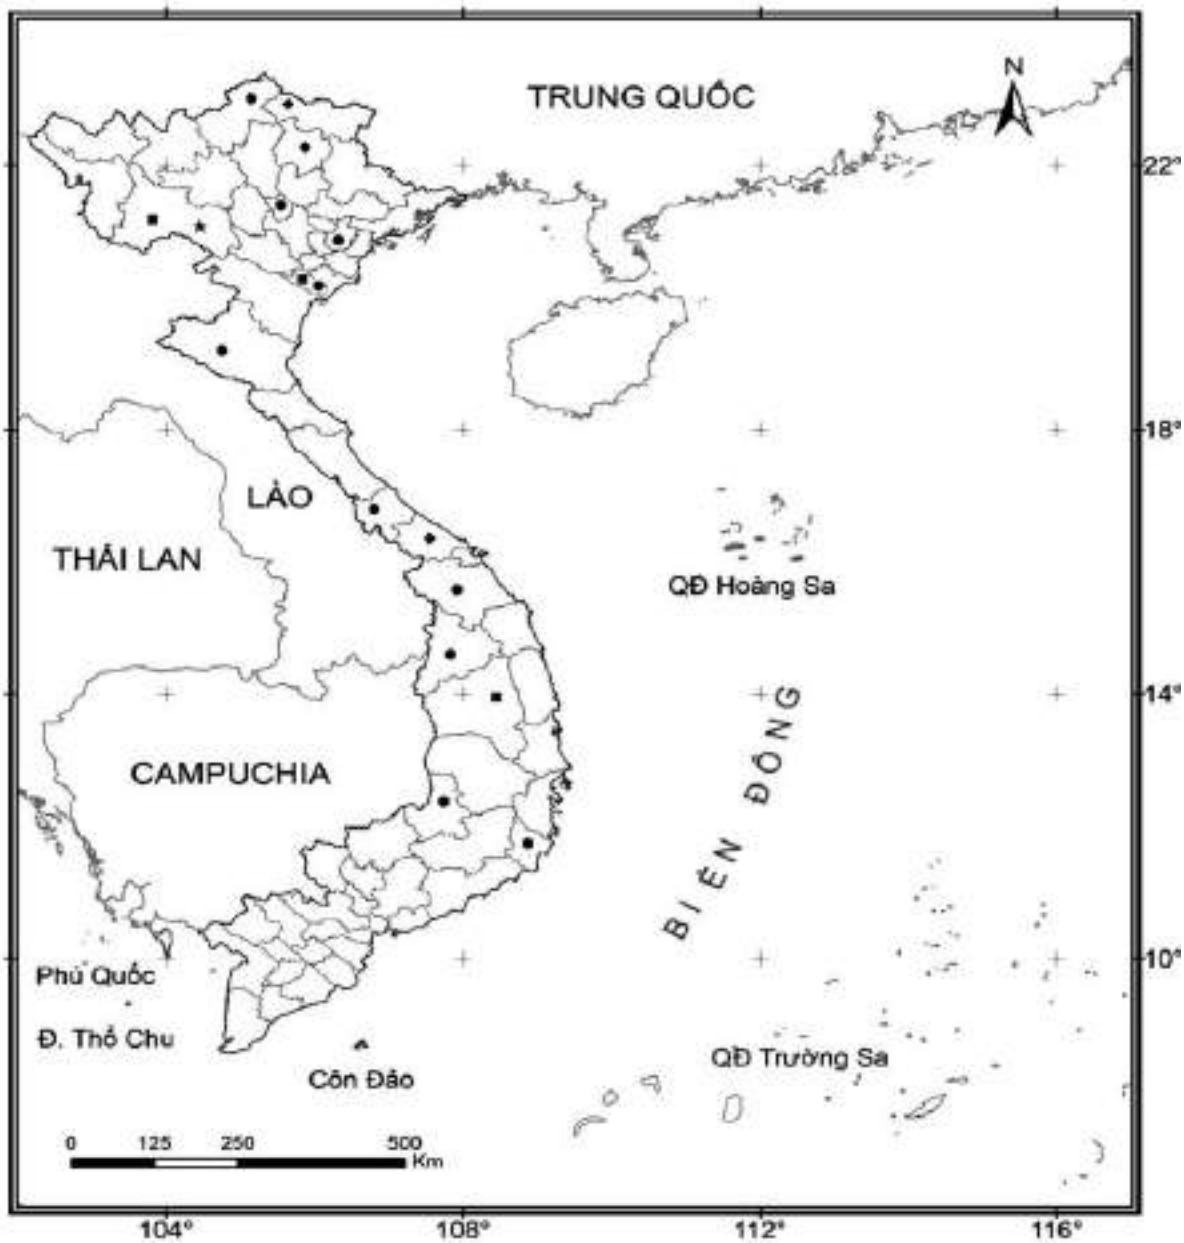 N
TRUNG QUỐC
22°
18°
LÀO
THÁI LAN
QĐ Hoàng Sa
14°
CAMPUCHIA
BIỂN ĐÔNG
10°
Phú Quốc
Đ. Thổ Chu
QĐ Trường Sa
Côn Đảo
0 125 250 500
Km
104° 108° 112° 116°